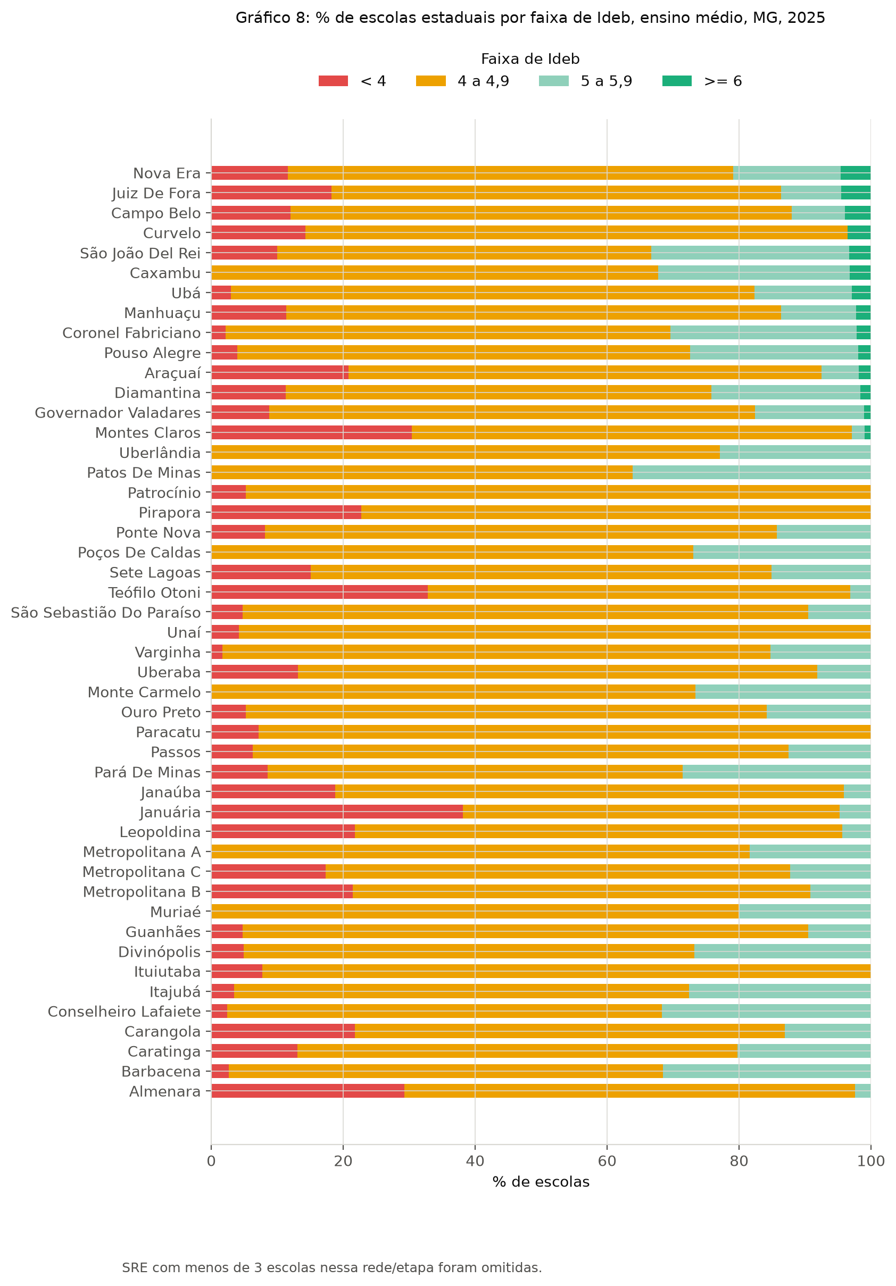 Gráfico 8: % de escolas estaduais por faixa de Ideb, ensino médio, MG, 2025
Faixa de Ideb
< 4
4 a 4,9
5 a 5,9
>= 6
Nova Era
Juiz De Fora
Campo Belo
Curvelo
São João Del Rei
Caxambu
Ubá
Manhuaçu
Coronel Fabriciano
Pouso Alegre
Araçuaí
Diamantina
Governador Valadares
Montes Claros
Uberlândia
Patos De Minas
Patrocínio
Pirapora
Ponte Nova
Poços De Caldas
Sete Lagoas
Teófilo Otoni
São Sebastião Do Paraíso
Unaí
Varginha
Uberaba
Monte Carmelo
Ouro Preto
Paracatu
Passos
Pará De Minas
Janaúba
Januária
Leopoldina
Metropolitana A
Metropolitana C
Metropolitana B
Muriaé
Guanhães
Divinópolis
Ituiutaba
Itajubá
Conselheiro Lafaiete
Carangola
Caratinga
Barbacena
Almenara
0 20 40 60 80 100
% de escolas
SRE com menos de 3 escolas nessa rede/etapa foram omitidas.